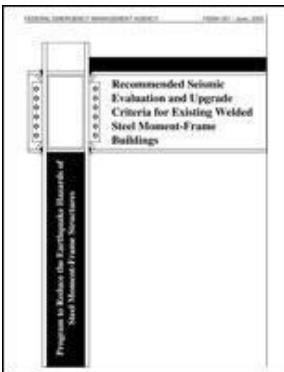 FEDERAL EMERGENCY MANAGEMENT AGENCY FEMA-351 / June, 2000
Recommended Seismic
Evaluation and Upgrade
Criteria for Existing Welded
Steel Moment-Frame
Buildings
Program to Reduce the Earthquake Hazards of
Steel Moment-Frame Structures